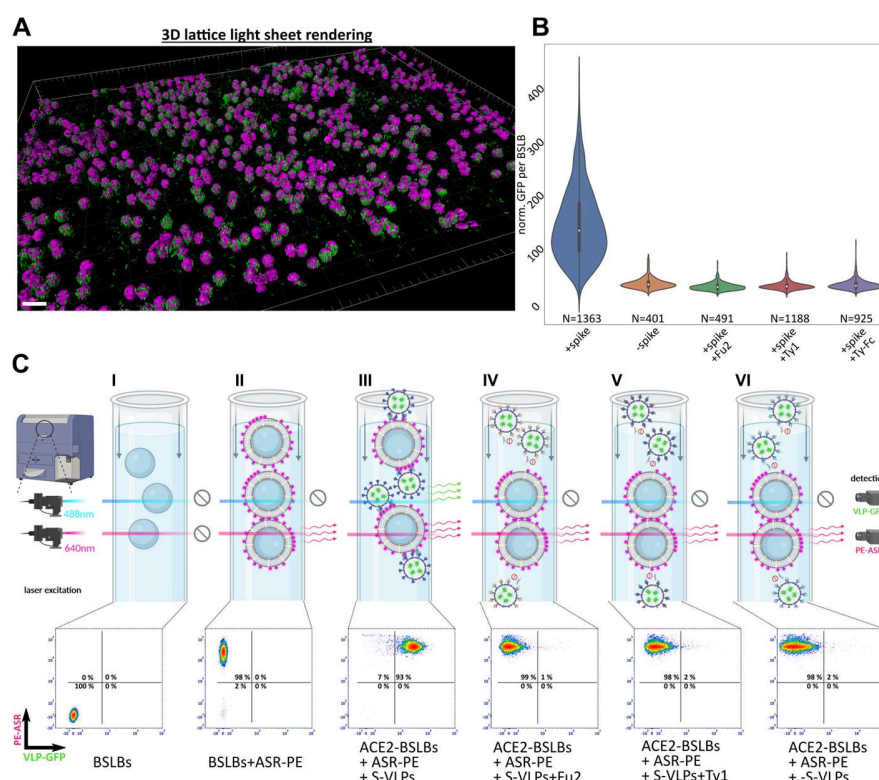 A
3D lattice light sheet rendering
B
norm. GFP per BSLB
400
300
200
100
0
N=1363
N=401
N=491
N=1188
N=925
+spike
-spike
+spike
+Fu2
+spike
+Ty1
+spike
+Ty-Fc
C
I
II
III
IV
V
VI
488nm
640nm
laser excitation
detection
VLP-GF
PE-ASR
0 %
0 %
100 %
0 %
98 %
0 %
2 %
0 %
7 %
93 %
0 %
0 %
99 %
1 %
0 %
0 %
98 %
2 %
0 %
0 %
98 %
2 %
0 %
0 %
PE-ASR
VLP-GFP
BSLBs
BSLBs+ASR-PE
ACE2-BSLBs
+ ASR-PE
+ S-VLPs
ACE2-BSLBs
+ ASR-PE
+ S-VLPs+Fu2
ACE2-BSLBs
+ ASR-PE
+ S-VLPs+Ty1
ACE2-BSLBs
+ ASR-PE
+ -S-VLPs